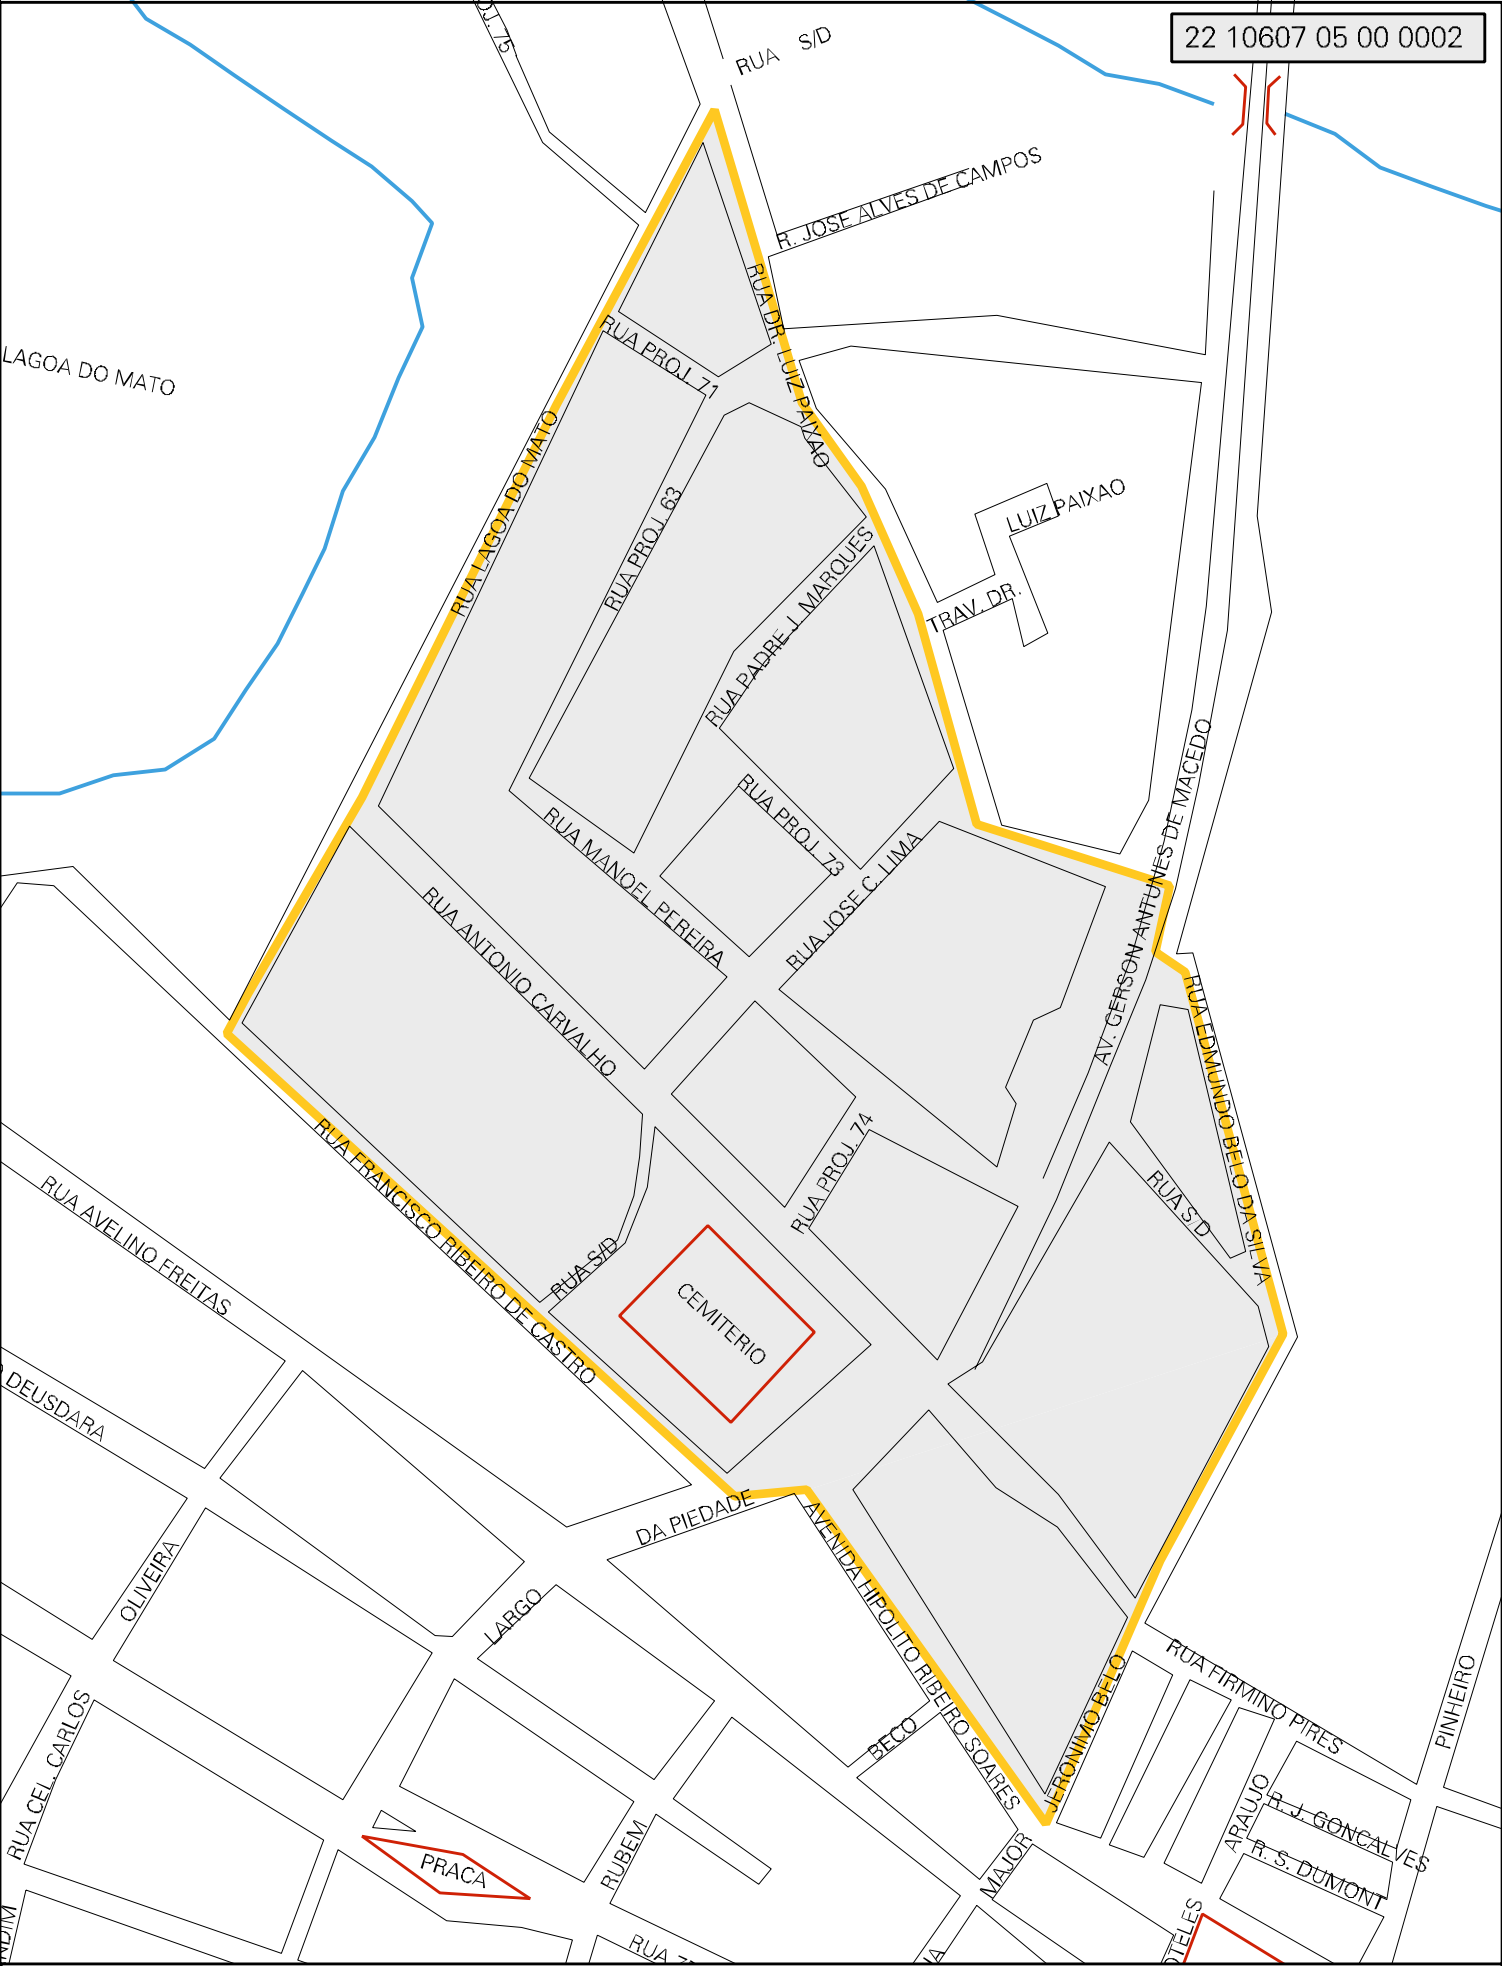 22 10607 05 00 0002
RUA S/D
R. JOSE ALVES DE CAMPOS
LAGOA DO MATO
RUA DR. LUIZ PAIXAO
RUA PROJ. 71
RUA LAGOA DO MATO
RUA PROJ. 63
LUIZ PAIXAO
TRAV. DR.
RUA PADRE J. MARQUES
AV. GERSON ANTUNES DE MACEDO
RUA PROJ. 73
RUA MANOEL PEREIRA
RUA JOSE C. LIMA
RUA ANTONIO CARVALHO
RUA EDMUNDO BELO DA SILVA
RUA FRANCISCO RIBEIRO DE CASTRO
RUA PROJ. 74
RUA S/D
RUA AVELINO FREITAS
RUA S/D
CEMITERIO
DEUSDARA
DA PIEDADE
AVENIDA HIPOLITO RIBEIRO SOARES
OLIVEIRA
LARGO
RUA FIRMINO PIRES
JERONIMO BELO
PINHEIRO
RUA CEL. CARLOS
BECO
ARAUJO
R. J. GONCALVES
RUBEM
MAJOR
R. S. DUMONT
PRACA
RUA